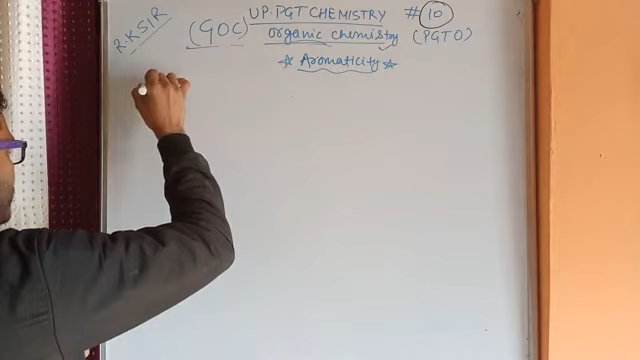 R.K SIR
(GOC) UP-PGT CHEMISTRY #10
organic chemistry (PGTO)
☆ Aromaticity ☆